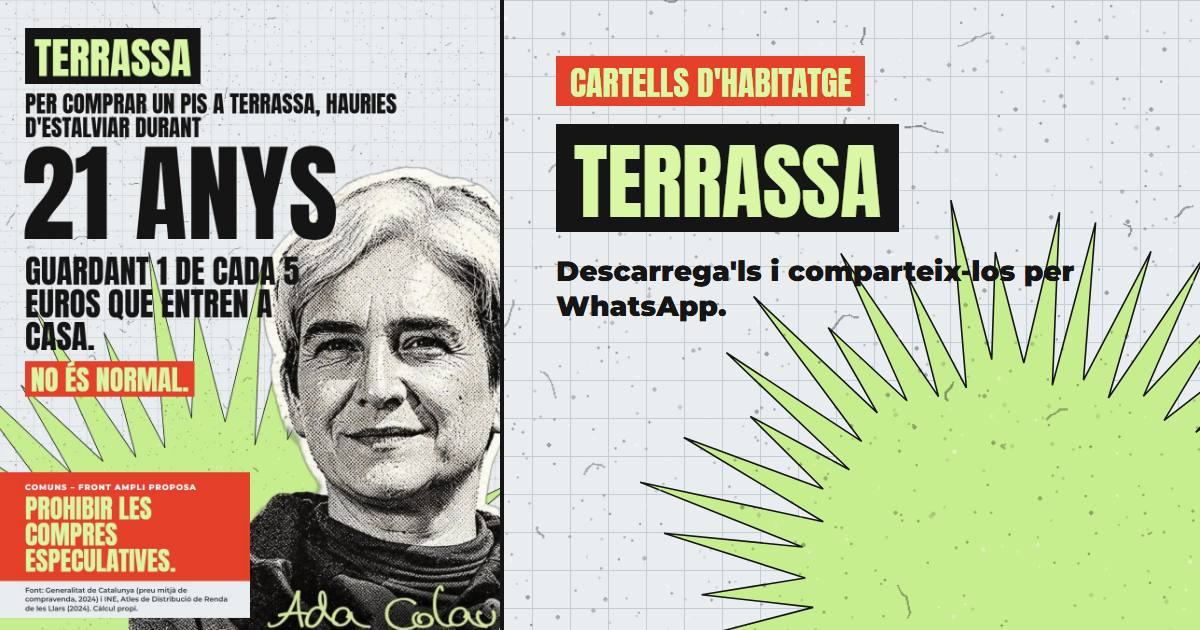 TERRASSA
PER COMPRAR UN PIS A TERRASSA, HAURIES
D'ESTALVIAR DURANT
21 ANYS
GUARDANT 1 DE CADA 5
EUROS QUE ENTREN A
CASA.
NO ÉS NORMAL.
COMUNS – FRONT AMPLI PROPOSA
PROHIBIR LES
COMPRES
ESPECULATIVES.
Font: Generalitat de Catalunya (preu mitjà de
compravenda, 2024) i INE, Atles de Distribució de Renda
de les Llars (2024). Càlcul propi.
Ada Colau
CARTELLS D'HABITATGE
TERRASSA
Descarrega'ls i comparteix-los per
WhatsApp.